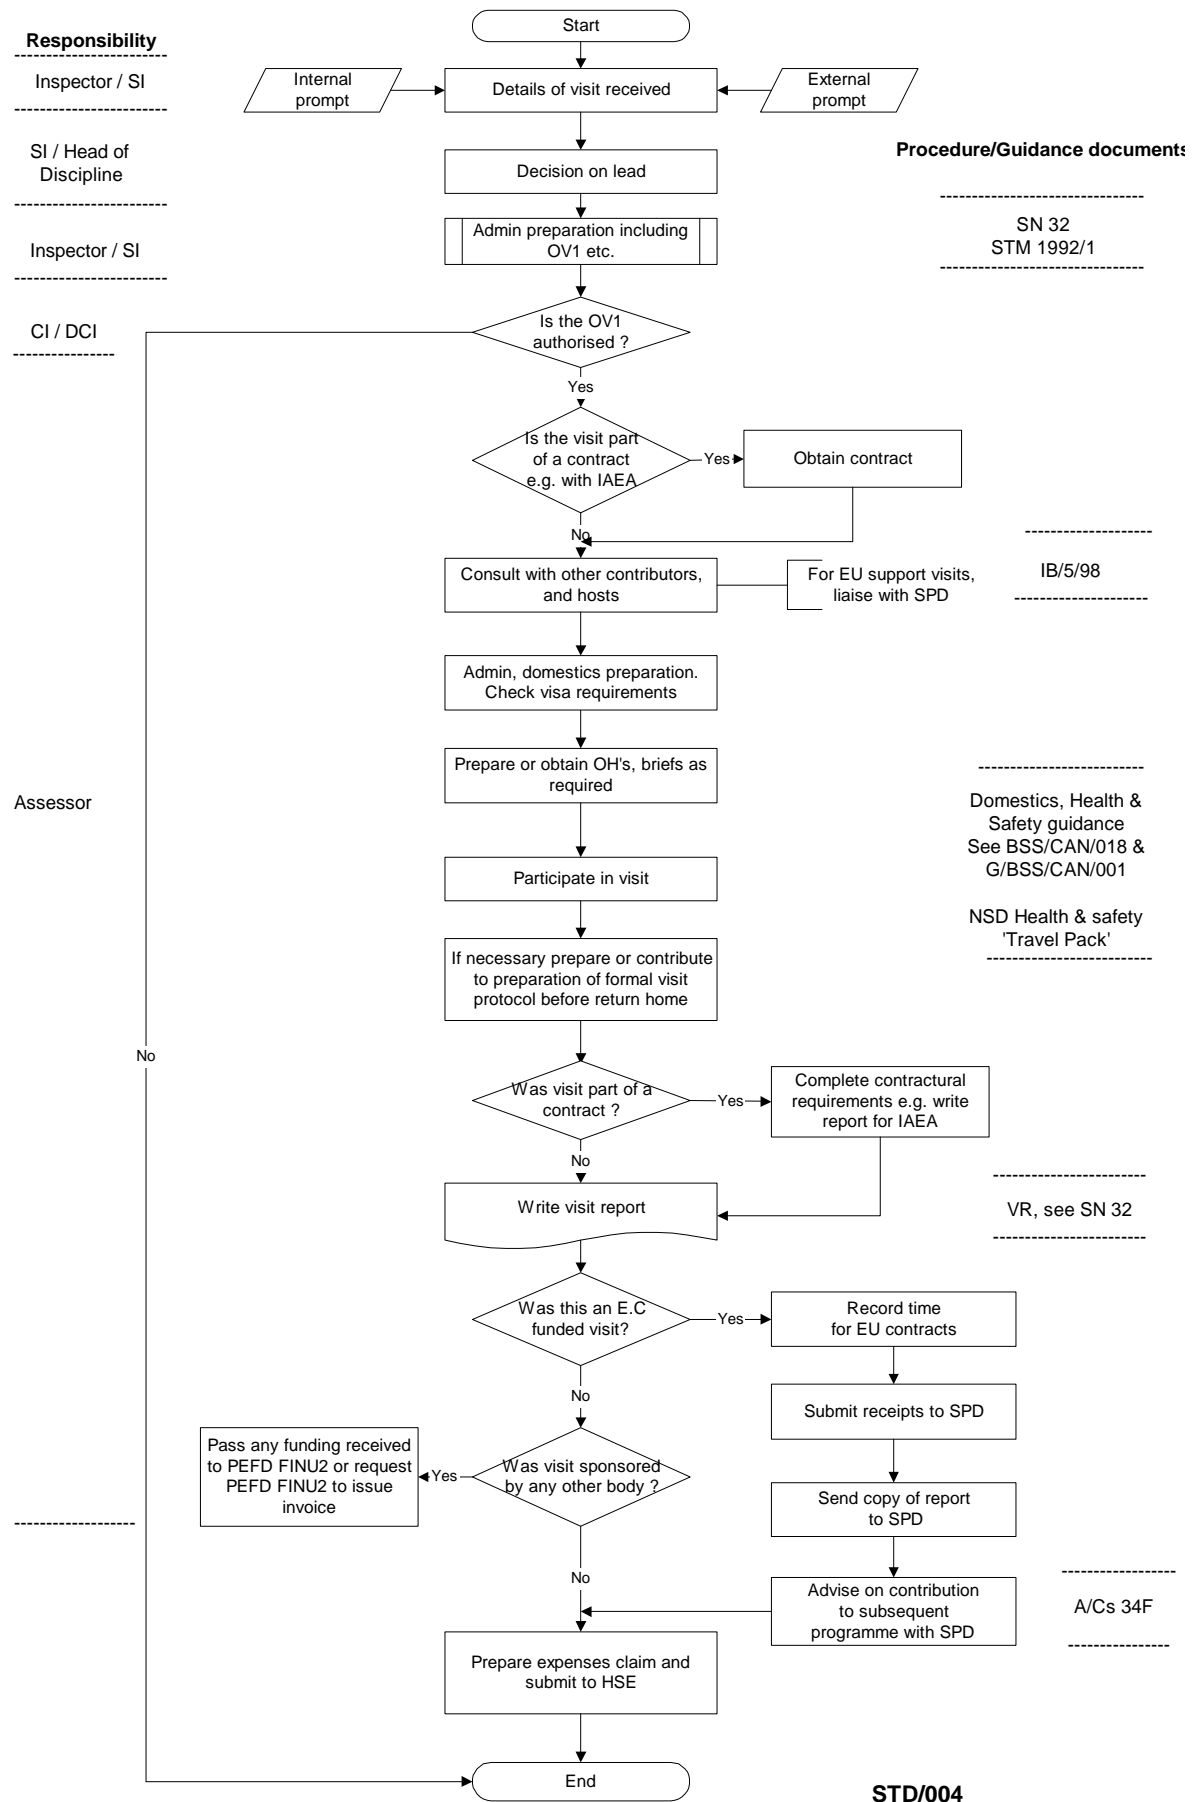 Start
Responsibility
Inspector / SI
Internal
prompt
Details of visit received
External
prompt
SI / Head of
Discipline
Decision on lead
Procedure/Guidance documents
Inspector / SI
Admin preparation including
OV1 etc.
SN 32
STM 1992/1
CI / DCI
Is the OV1
authorised ?
Yes
Is the visit part
of a contract
e.g. with IAEA
Yes
Obtain contract
No
Consult with other contributors,
and hosts
For EU support visits,
liaise with SPD
IB/5/98
Admin, domestics preparation.
Check visa requirements
Prepare or obtain OH's, briefs as
required
Assessor
Domestics, Health &
Safety guidance
See BSS/CAN/018 &
G/BSS/CAN/001
Participate in visit
NSD Health & safety
'Travel Pack'
If necessary prepare or contribute
to preparation of formal visit
protocol before return home
No
Was visit part of a
contract ?
Yes
Complete contractural
requirements e.g. write
report for IAEA
No
Write visit report
VR, see SN 32
Was this an E.C
funded visit?
Yes
Record time
for EU contracts
No
Submit receipts to SPD
Pass any funding received
to PEFD FINU2 or request
PEFD FINU2 to issue
invoice
Yes
Was visit sponsored
by any other body ?
Send copy of report
to SPD
No
Advise on contribution
to subsequent
programme with SPD
A/Cs 34F
Prepare expenses claim and
submit to HSE
End
STD/004